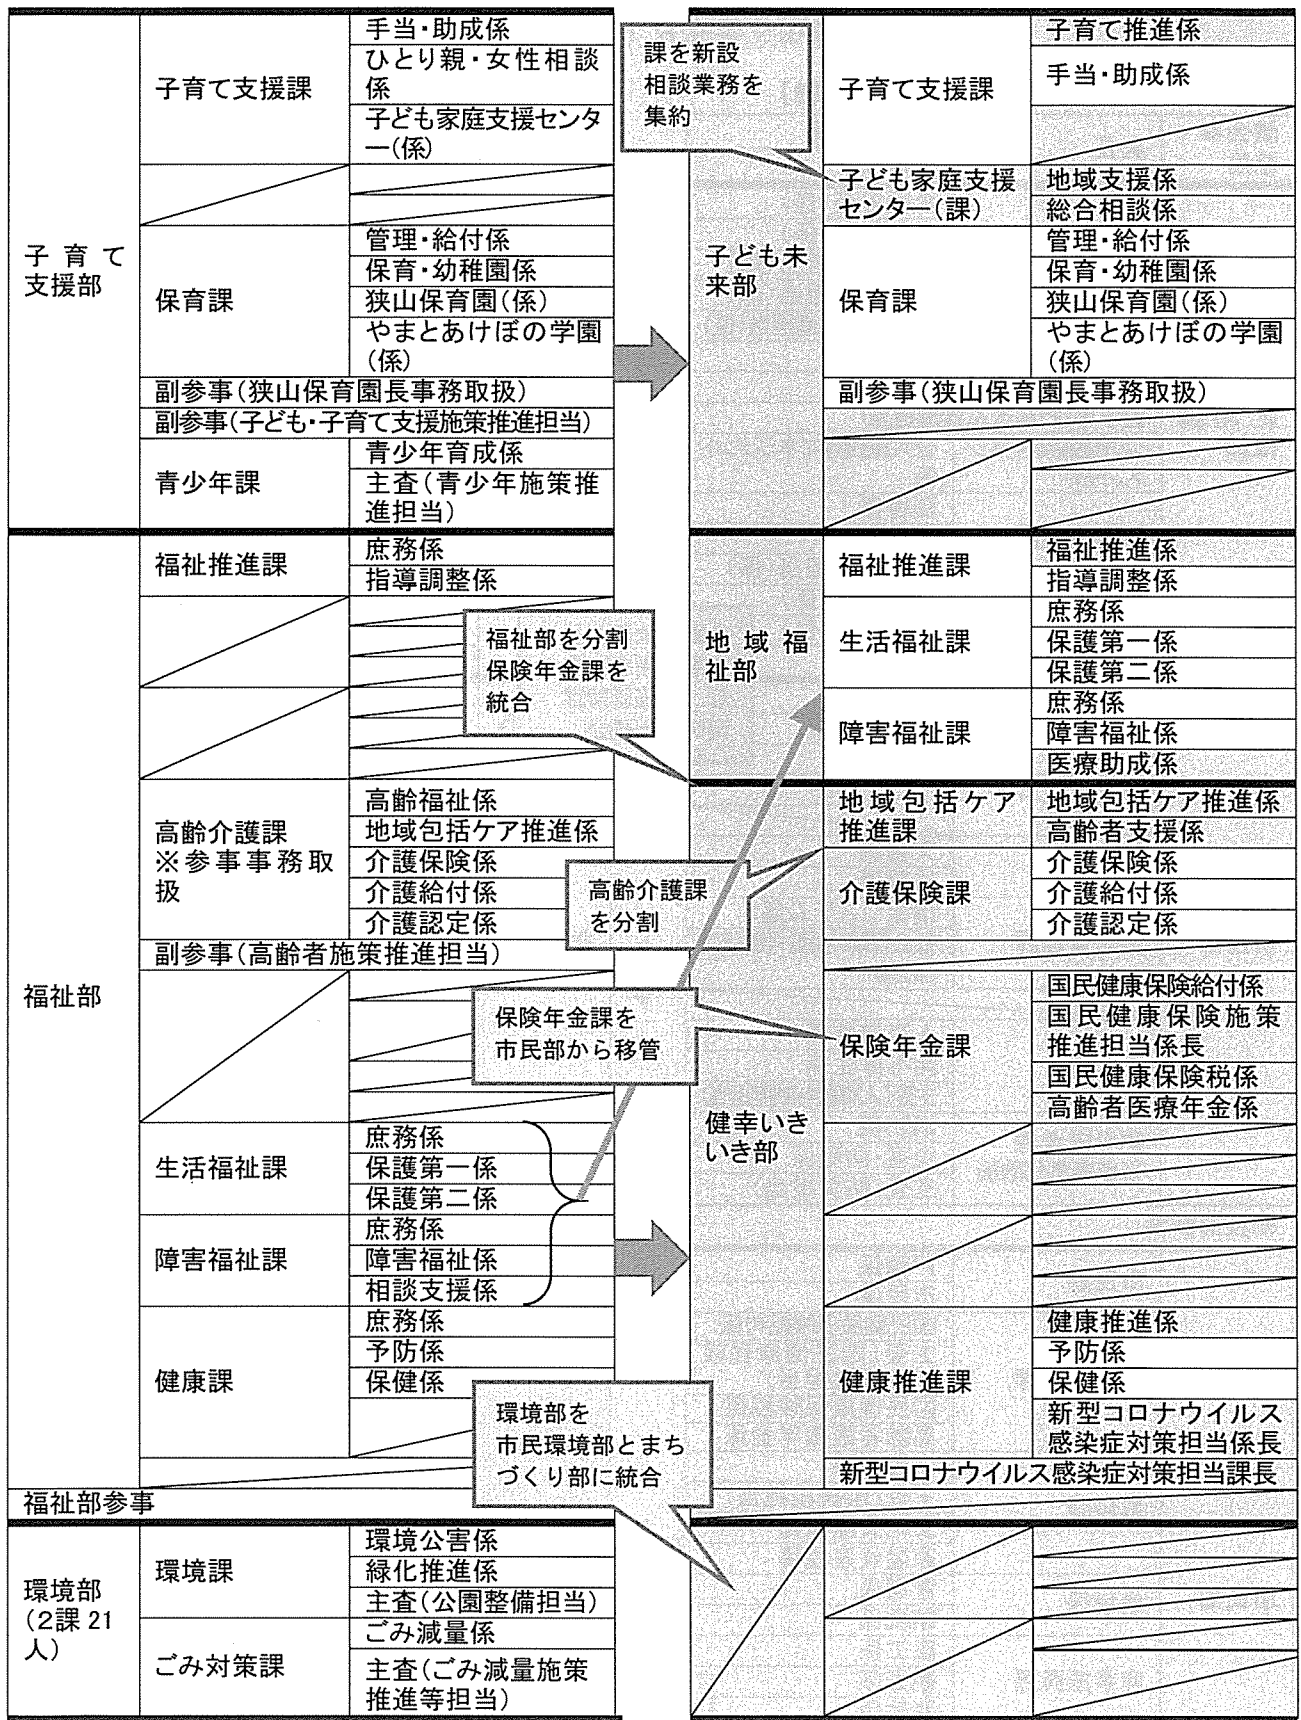 子育て
支援部
子育て支援課
手当・助成係
ひとり親・女性相談
係
子ども家庭支援センタ
ー(係)
保育課
管理・給付係
保育・幼稚園係
狭山保育園(係)
やまとあけぼの学園
(係)
副参事(狭山保育園長事務取扱)
副参事(子ども・子育て支援施策推進担当)
青少年課
青少年育成係
主査(青少年施策推
進担当)
福祉部
福祉推進課
庶務係
指導調整係
高齢介護課
※参事事務取
扱
高齢福祉係
地域包括ケア推進係
介護保険係
介護給付係
介護認定係
副参事(高齢者施策推進担当)
生活福祉課
庶務係
保護第一係
保護第二係
障害福祉課
庶務係
障害福祉係
相談支援係
健康課
庶務係
予防係
保健係
福祉部参事
環境部
(2課 21
人)
環境課
環境公害係
緑化推進係
主査(公園整備担当)
ごみ対策課
ごみ減量係
主査(ごみ減量施策
推進等担当)
課を新設
相談業務を
集約
福祉部を分割
保険年金課を
統合
高齢介護課
を分割
保険年金課を
市民部から移管
環境部を
市民環境部とまち
づくり部に統合
子ども未
来部
子育て支援課
子育て推進係
手当・助成係
子ども家庭支援
センター(課)
地域支援係
総合相談係
保育課
管理・給付係
保育・幼稚園係
狭山保育園(係)
やまとあけぼの学園
(係)
副参事(狭山保育園長事務取扱)
地域福
祉部
福祉推進課
福祉推進係
指導調整係
生活福祉課
庶務係
保護第一係
保護第二係
障害福祉課
庶務係
障害福祉係
医療助成係
健幸いき
いき部
地域包括ケア
推進課
地域包括ケア推進係
高齢者支援係
介護保険課
介護保険係
介護給付係
介護認定係
保険年金課
国民健康保険給付係
国民健康保険施策
推進担当係長
国民健康保険税係
高齢者医療年金係
健康推進課
健康推進係
予防係
保健係
新型コロナウイルス
感染症対策担当係長
新型コロナウイルス感染症対策担当課長